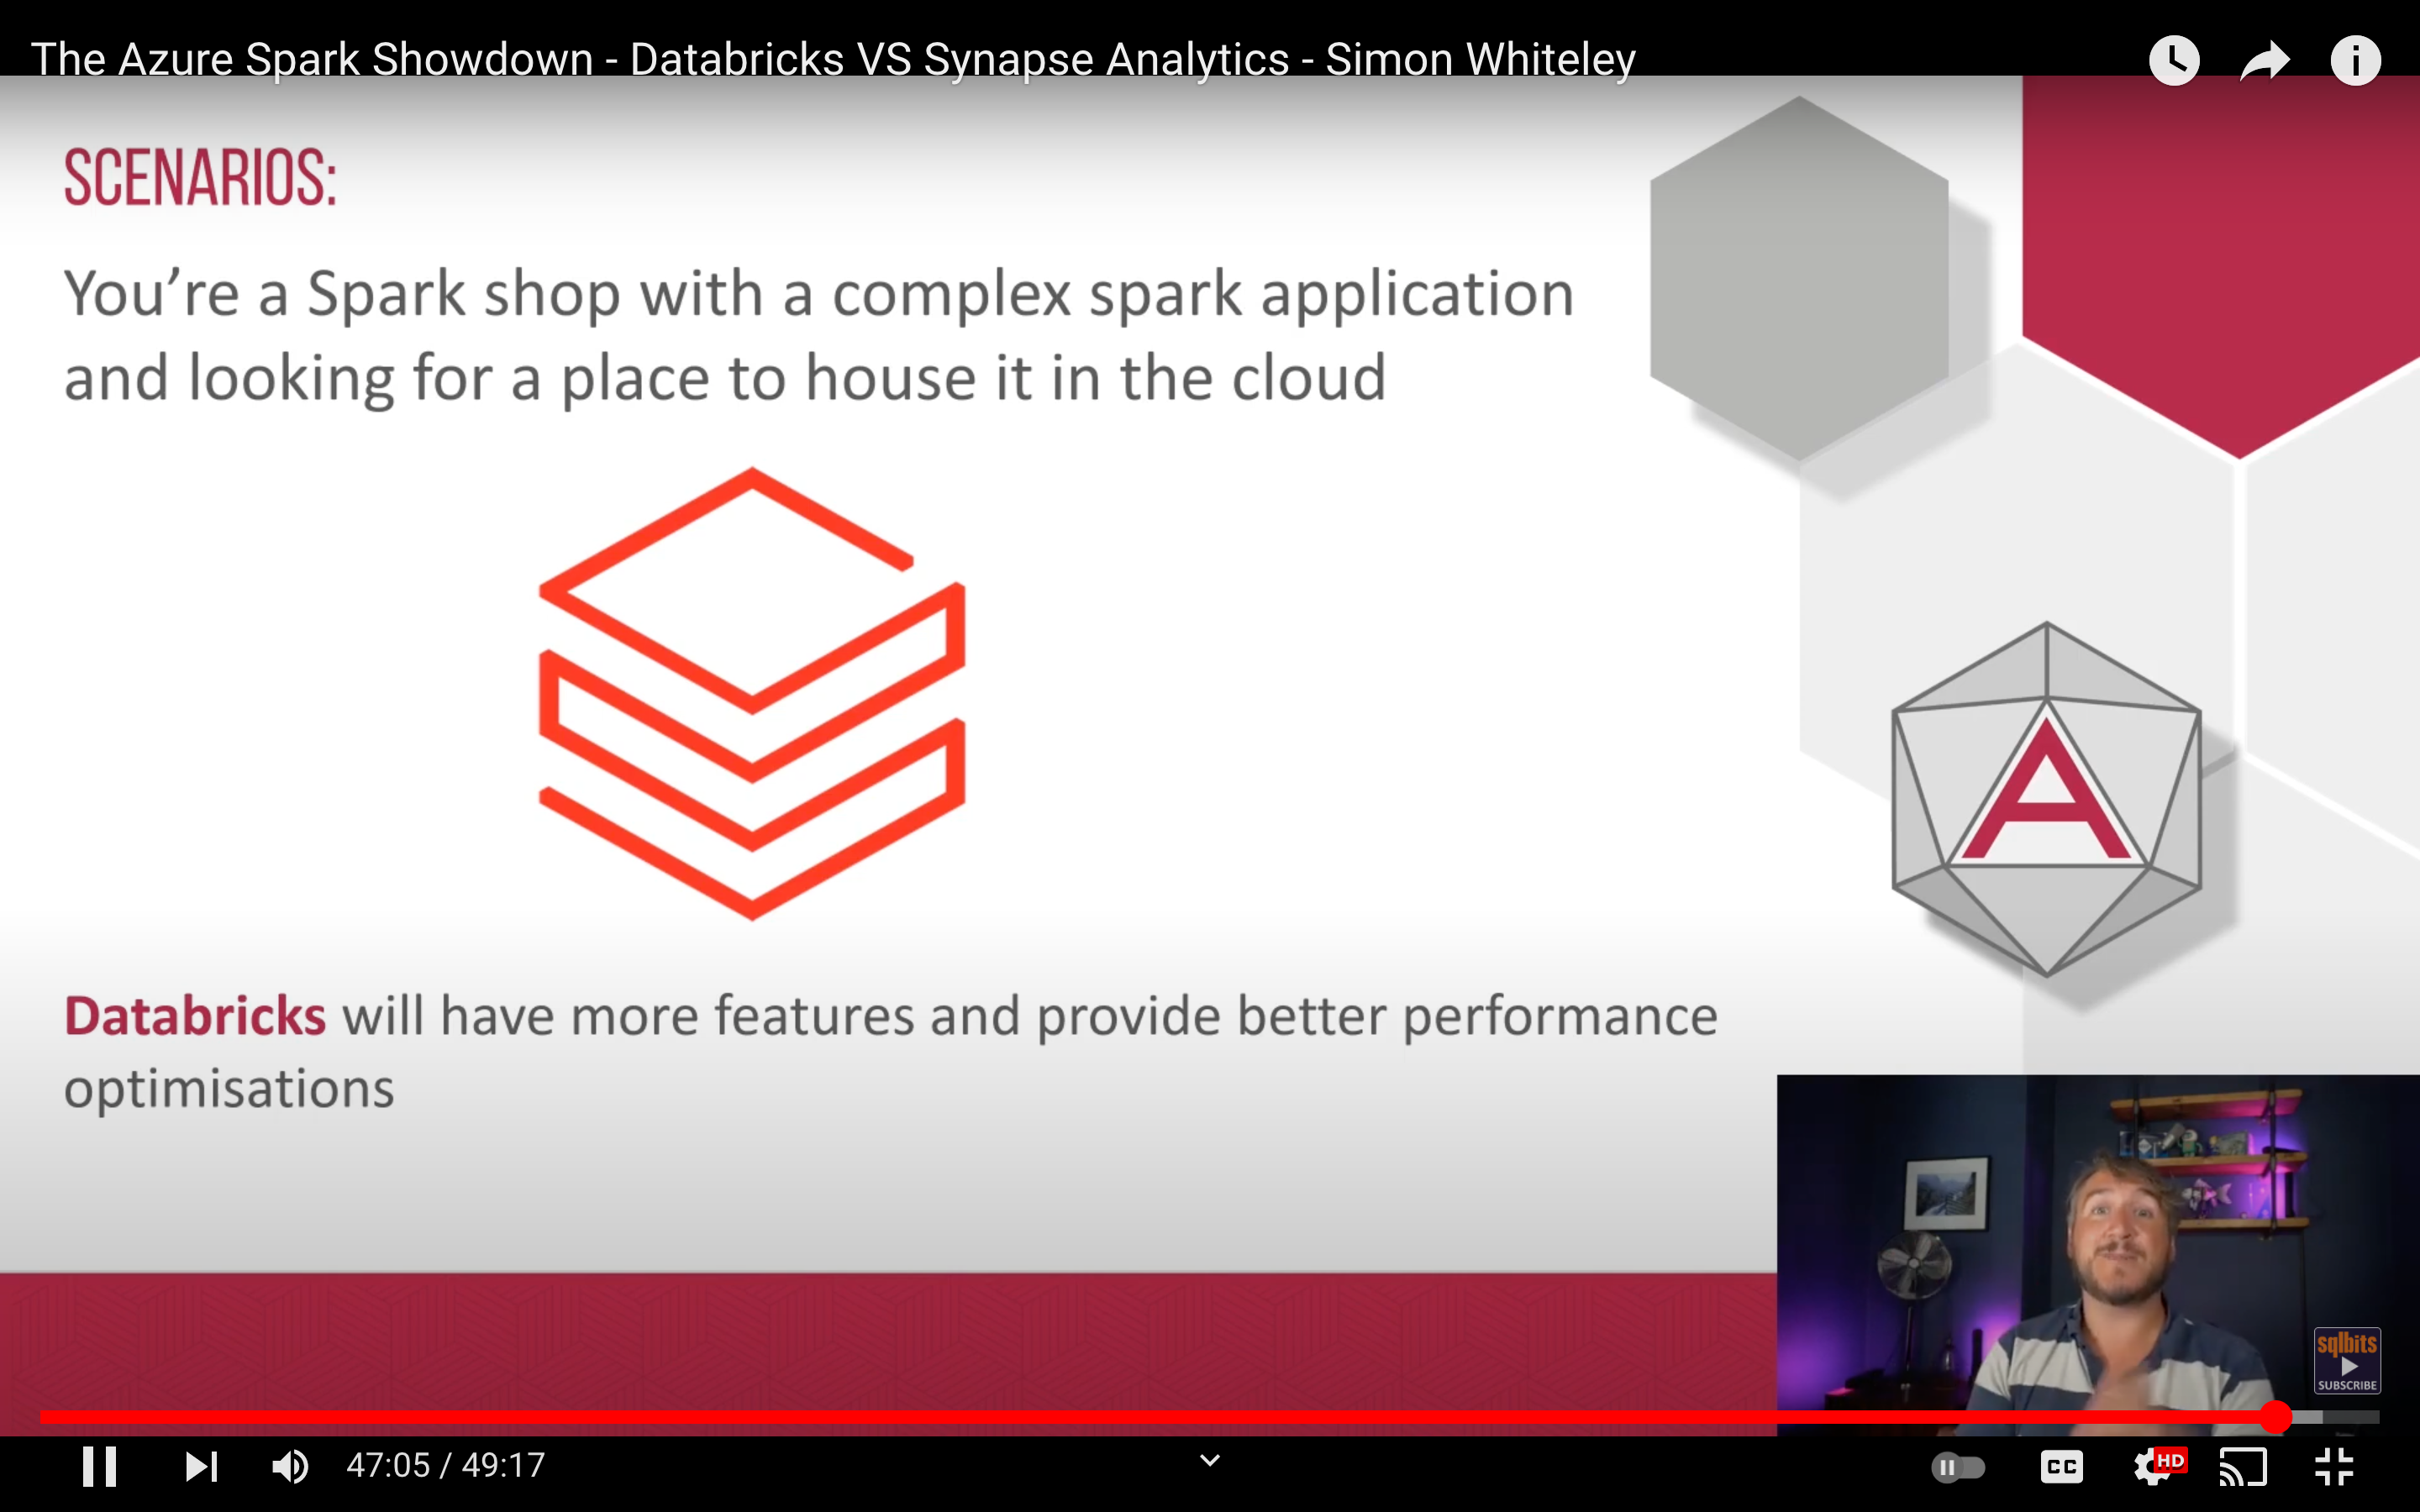 The Azure Spark Showdown - Databricks VS Synapse Analytics - Simon Whiteley
SCENARIOS:
You’re a Spark shop with a complex spark application
and looking for a place to house it in the cloud
A
Databricks will have more features and provide better performance
optimisations
sqlbits
SUBSCRIBE
47:05 / 49:17
CC
HD